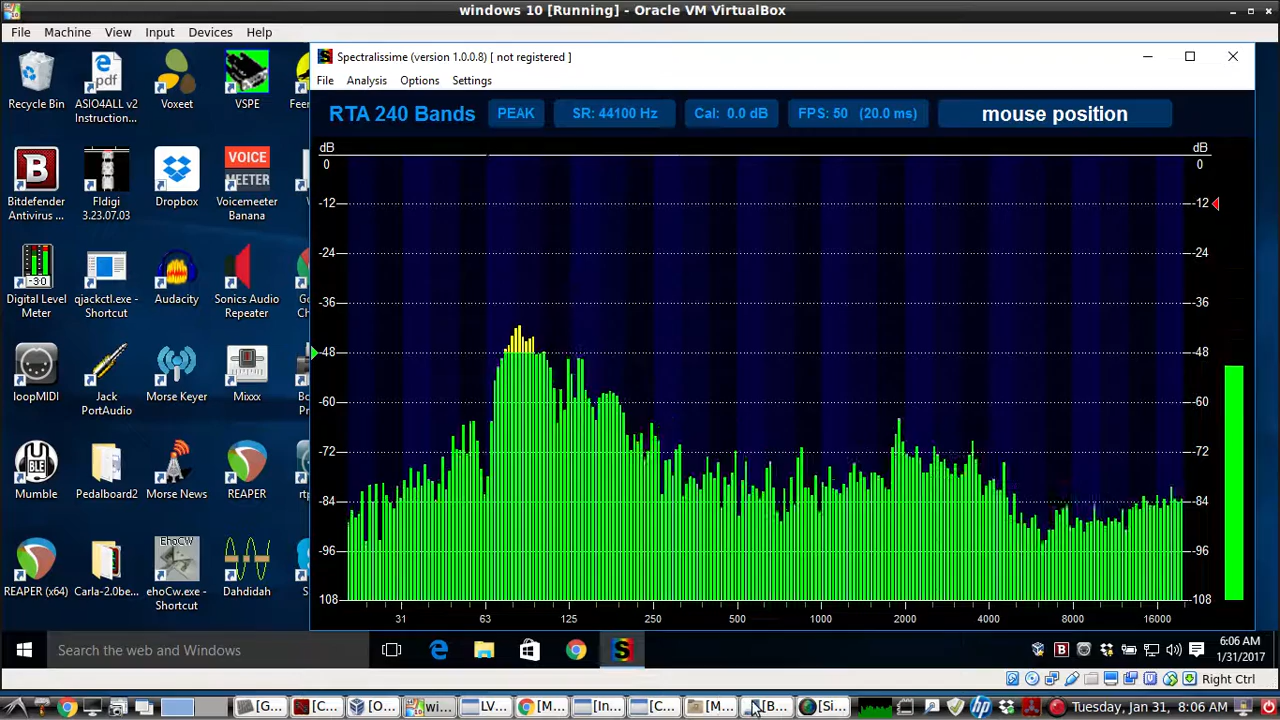 windows 10 [Running] - Oracle VM VirtualBox
File Machine View Input Devices Help
Spectralissime (version 1.0.0.8) [ not registered ]
File Analysis Options Settings
RTA 240 Bands PEAK SR: 44100 Hz Cal: 0.0 dB FPS: 50 (20.0 ms) mouse position
Recycle Bin
ASIO4ALL v2
Instruction...
Voxeet
VSPE
Bitdefender
Antivirus ...
Fldigi
3.23.07.03
Dropbox
VOICE
MEETER
Voicemeeter
Banana
-3.0
Digital Level
Meter
qjackctl.exe -
Shortcut
Audacity
Sonics Audio
Repeater
loopMIDI
Jack
PortAudio
Morse Keyer
Mixxx
Mumble
Pedalboard2
Morse News
REAPER
REAPER (x64)
Carla-2.0be...
EhoCW
ehoCw.exe -
Shortcut
Dahdidah
dB dB
0 0
-12 -12
-24 -24
-36 -36
-48 -48
-60 -60
-72 -72
-84 -84
-96 -96
108 -108
31 63 125 250 500 1000 2000 4000 8000 16000
Search the web and Windows
6:06 AM
1/31/2017
Right Ctrl
[G... [C... [O... wi... LV... [M... [In... [C... [M... [B... [Si...
Tuesday, Jan 31, 8:06 AM